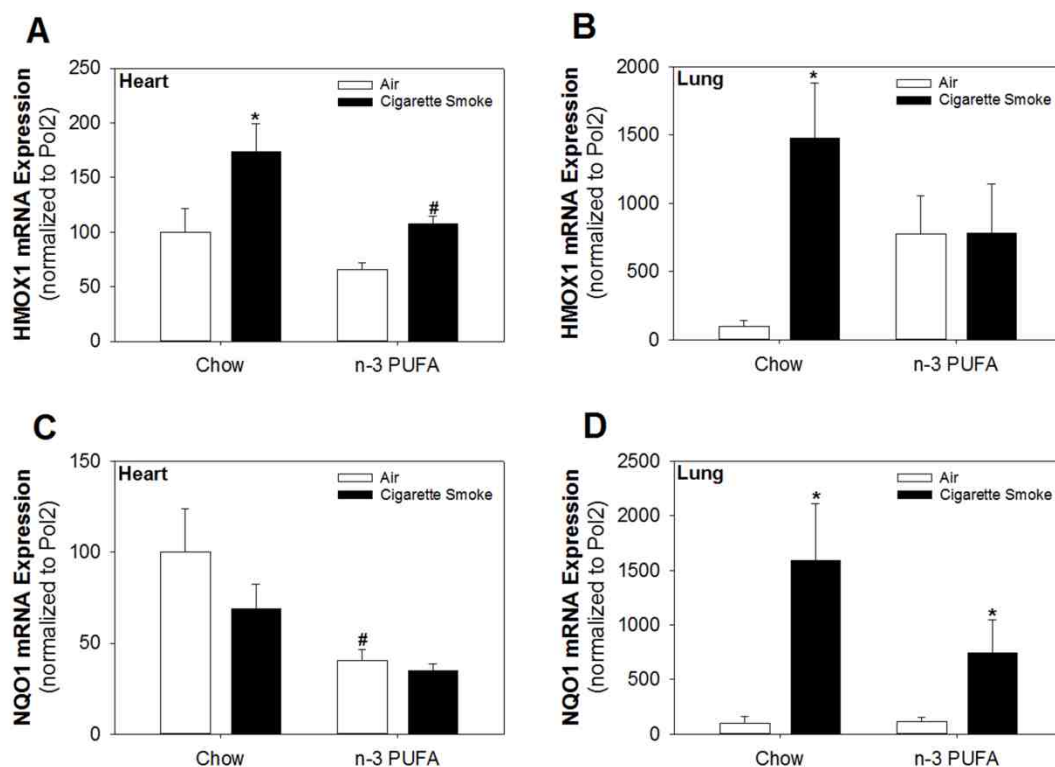 A
HMOX1 mRNA Expression
(normalized to Pol2)
250
200
150
100
50
0
Heart
Air
Cigarette Smoke
*
#
Chow
n-3 PUFA
B
HMOX1 mRNA Expression
(normalized to Pol2)
2000
1500
1000
500
0
Lung
Air
Cigarette Smoke
*
Chow
n-3 PUFA
C
NQO1 mRNA Expression
(normalized to Pol2)
150
100
50
0
Heart
Air
Cigarette Smoke
#
Chow
n-3 PUFA
D
NQO1 mRNA Expression
(normalized to Pol2)
2500
2000
1500
1000
500
0
Lung
Air
Cigarette Smoke
*
*
Chow
n-3 PUFA